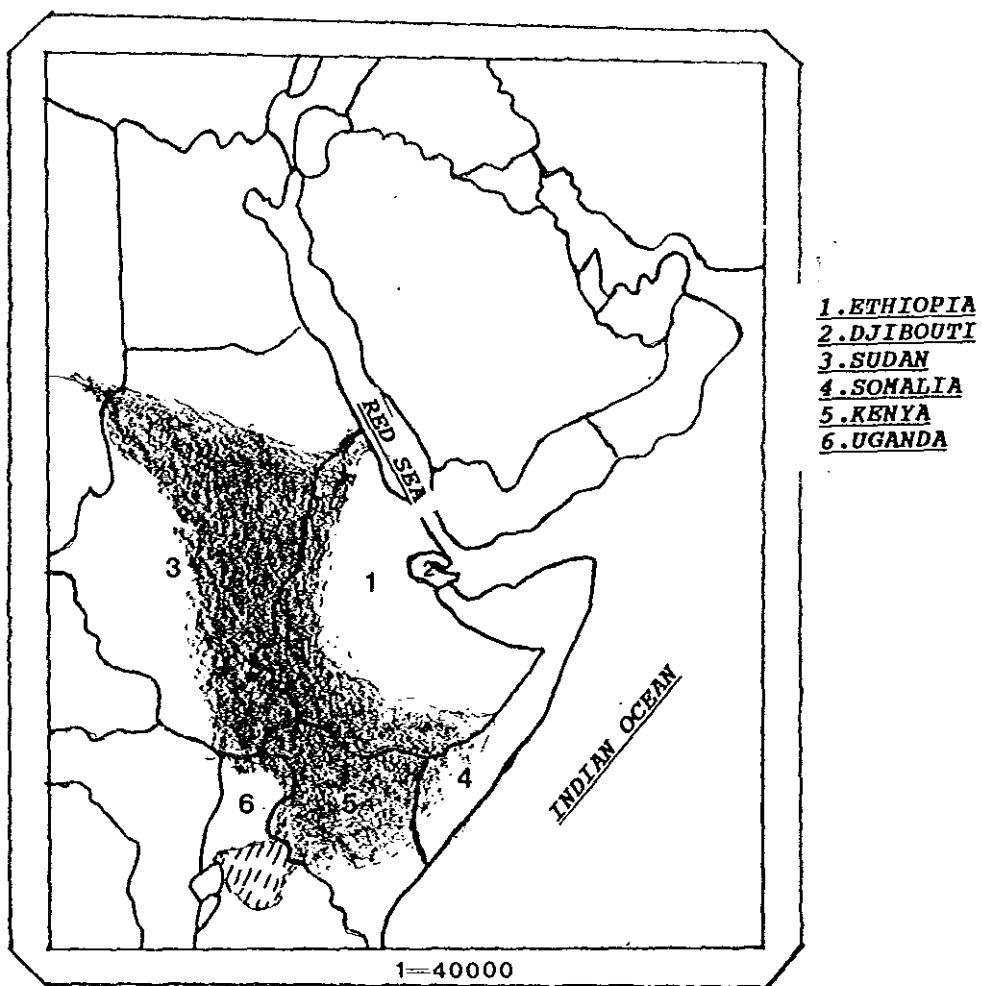 1.ETHIOPIA
2.DJIBOUTI
3.SUDAN
4.SOMALIA
5.KENYA
6.UGANDA
RED SEA
3
1
2
INDIAN OCEAN
4
6
5
1=40000